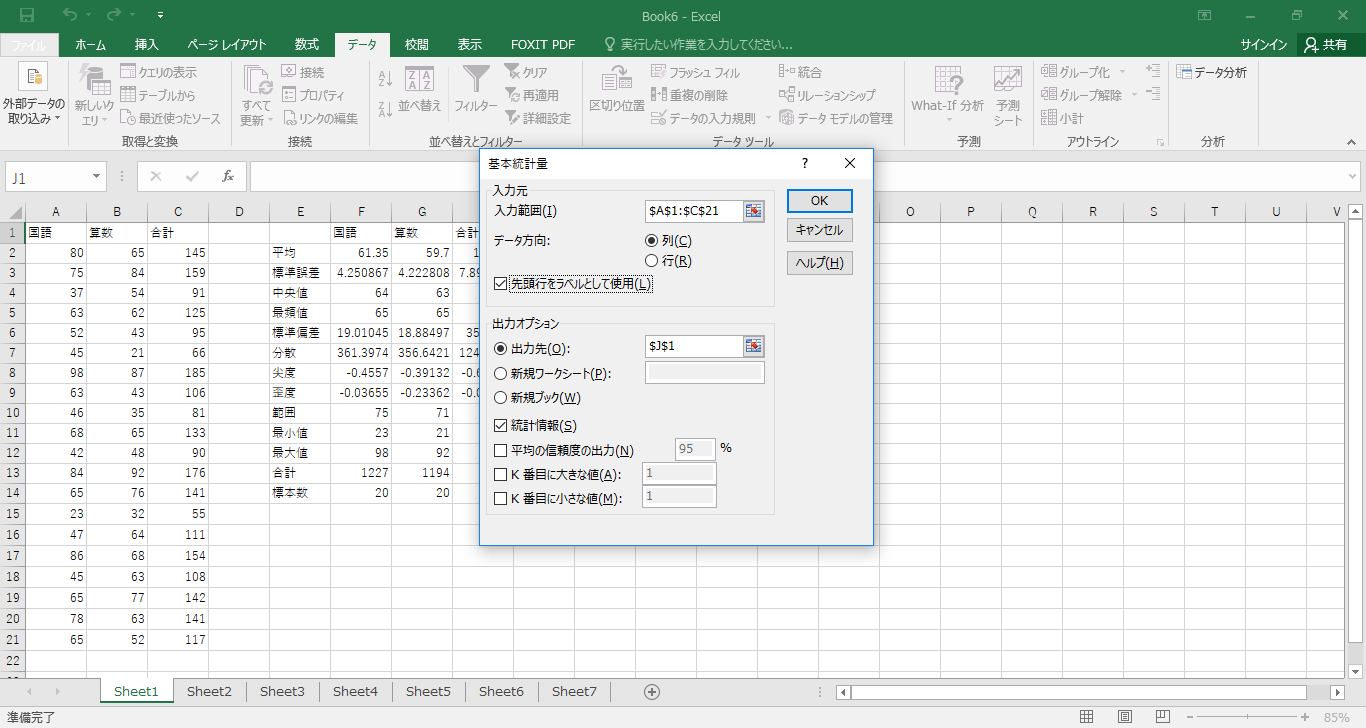 Book6 - Excel
ファイル ホーム 挿入 ページ レイアウト 数式 データ 校閲 表示 FOXIT PDF 実行したい作業を入力してください... サインイン 共有
外部データの取り込み
新しいクエリ
クエリの表示
テーブルから
最近使ったソース
取得と変換
すべて更新
接続
プロパティ
リンクの編集
接続
並べ替え
フィルター
クリア
再適用
詳細設定
並べ替えとフィルター
区切り位置
フラッシュ フィル
重複の削除
データの入力規則
統合
リレーションシップ
データ モデルの管理
データ ツール
What-If 分析
予測シート
予測
グループ化
グループ解除
小計
アウトライン
データ分析
分析
J1 fx
A B C D E F G O P Q R S T U V
1 国語 算数 合計 国語 算数 合計
2 80 65 145 平均 61.35 59.7
3 75 84 159 標準誤差 4.250867 4.222808
4 37 54 91 中央値 64 63
5 63 62 125 最頻値 65 65
6 52 43 95 標準偏差 19.01045 18.88497
7 45 21 66 分散 361.3974 356.6421
8 98 87 185 尖度 -0.4557 -0.39132
9 63 43 106 歪度 -0.03655 -0.23362
10 46 35 81 範囲 75 71
11 68 65 133 最小値 23 21
12 42 48 90 最大値 98 92
13 84 92 176 合計 1227 1194
14 65 76 141 標本数 20 20
15 23 32 55
16 47 64 111
17 86 68 154
18 45 63 108
19 65 77 142
20 78 63 141
21 65 52 117
22
基本統計量 ?
入力元
入力範囲(I) $A$1:$C$21
データ方向: 列(C)
行(R)
先頭行をラベルとして使用(L)
OK
キャンセル
ヘルプ(H)
出力オプション
出力先(O): $J$1
新規ワークシート(P):
新規ブック(W)
統計情報(S)
平均の信頼度の出力(N) 95 %
K 番目に大きな値(A): 1
K 番目に小さな値(M): 1
Sheet1 Sheet2 Sheet3 Sheet4 Sheet5 Sheet6 Sheet7
準備完了 85%